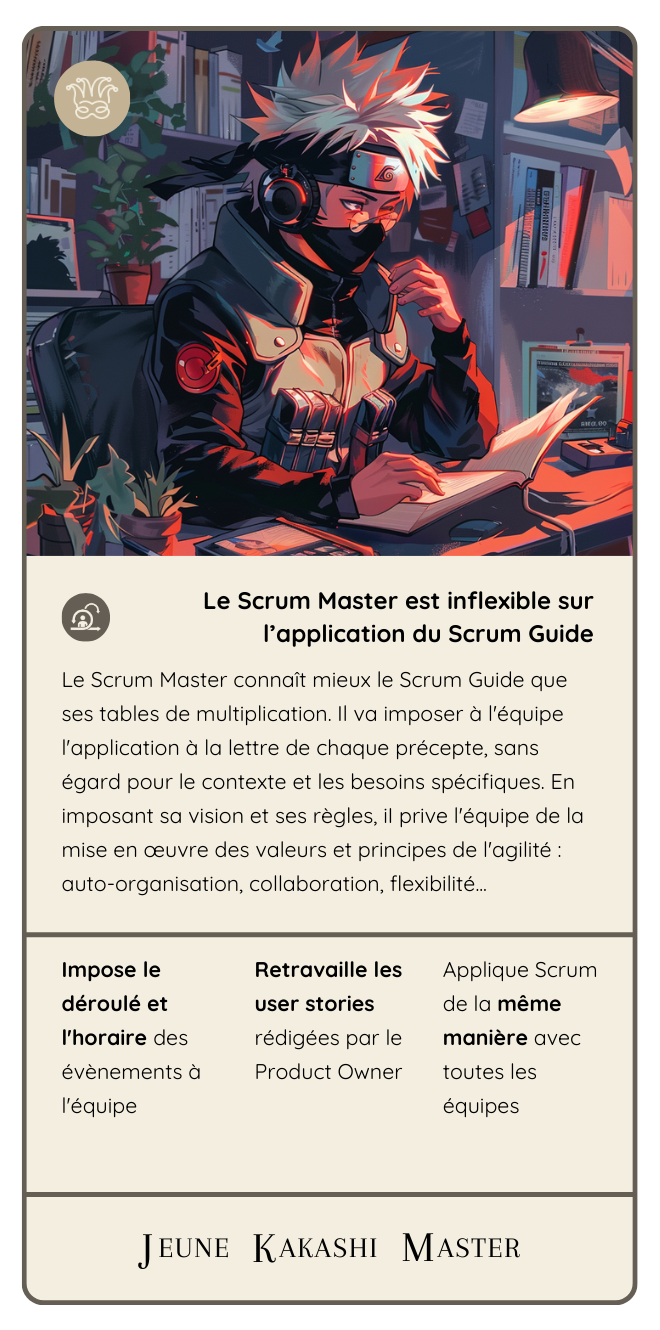 Le Scrum Master est inflexible sur
l’application du Scrum Guide
Le Scrum Master connaît mieux le Scrum Guide que
ses tables de multiplication. Il va imposer à l'équipe
l'application à la lettre de chaque précepte, sans
égard pour le contexte et les besoins spécifiques. En
imposant sa vision et ses règles, il prive l'équipe de la
mise en œuvre des valeurs et principes de l'agilité :
auto-organisation, collaboration, flexibilité...
Impose le
déroulé et
l'horaire des
évènements à
l'équipe
Retravaille les
user stories
rédigées par le
Product Owner
Applique Scrum
de la même
manière avec
toutes les
équipes
Jeune Kakashi Master